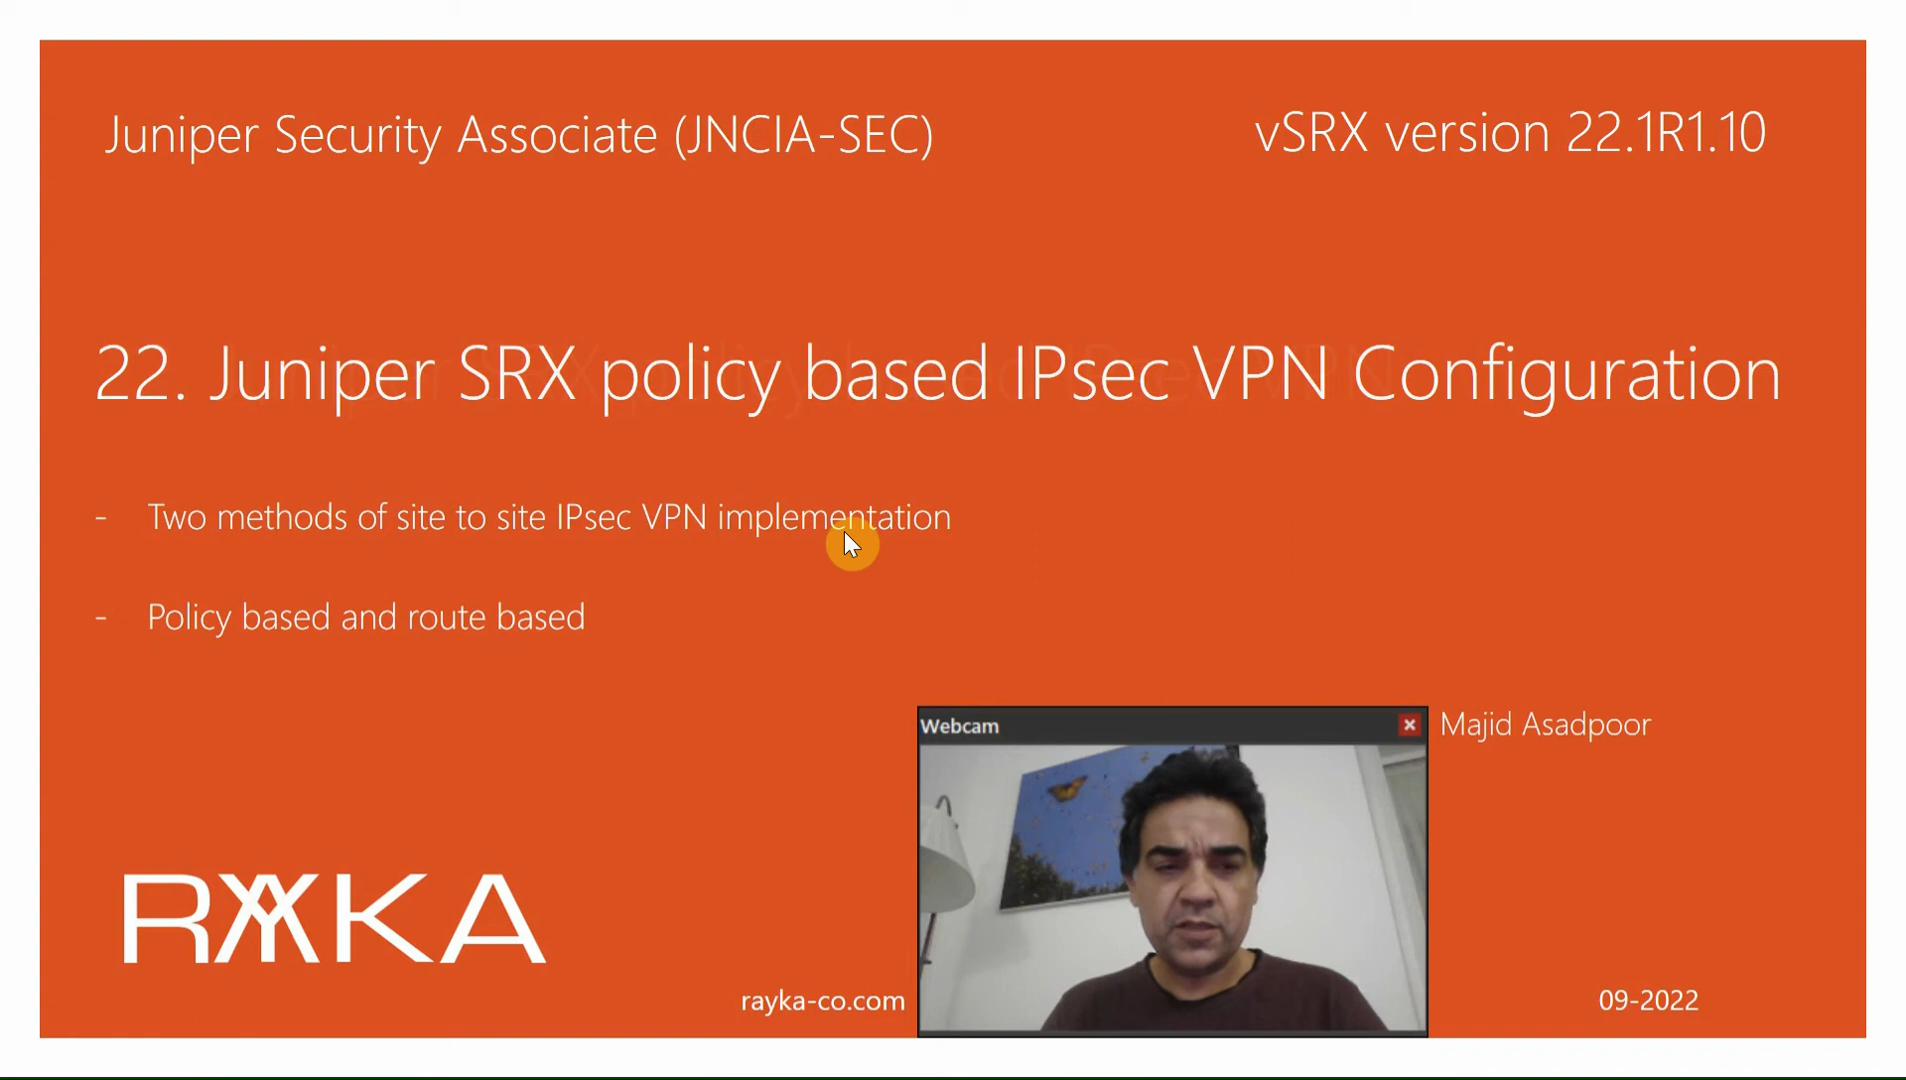 Juniper Security Associate (JNCIA-SEC)
vSRX version 22.1R1.10
22. Juniper SRX policy based IPsec VPN Configuration
- Two methods of site to site IPsec VPN implementation
- Policy based and route based
Webcam
Majid Asadpoor
RAYKA
rayka-co.com
09-2022